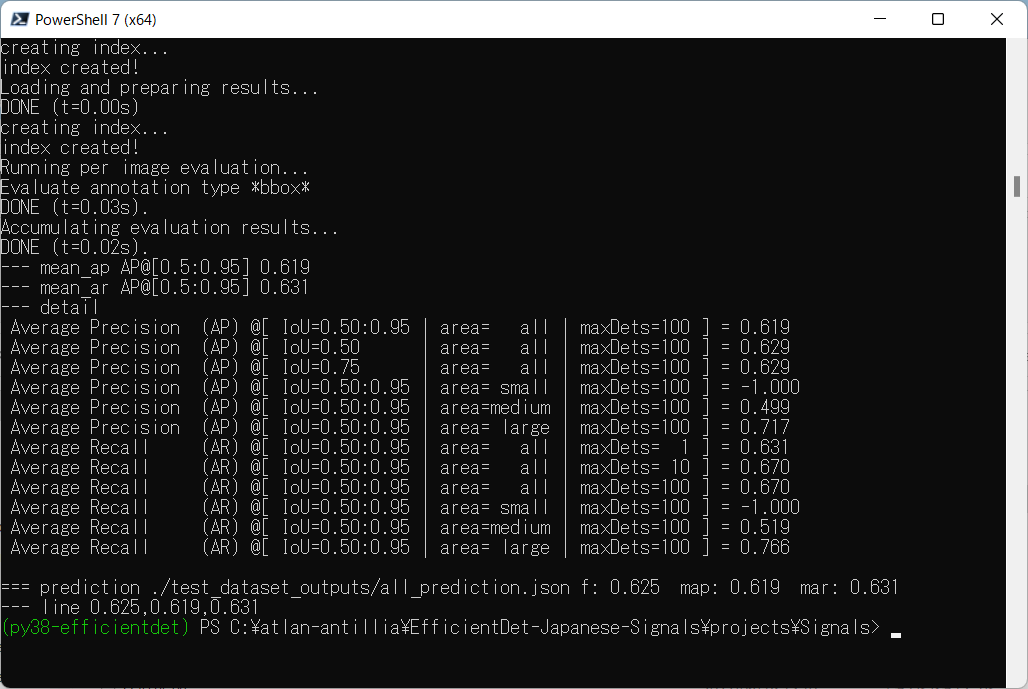 PowerShell 7 (x64)
creating index...
index created!
Loading and preparing results...
DONE (t=0.00s)
creating index...
index created!
Running per image evaluation...
Evaluate annotation type *bbox*
DONE (t=0.03s).
Accumulating evaluation results...
DONE (t=0.02s).
--- mean_ap AP@[0.5:0.95] 0.619
--- mean_ar AP@[0.5:0.95] 0.631
--- detail
Average Precision  (AP) @[ IoU=0.50:0.95 | area=   all | maxDets=100 ] = 0.619
Average Precision  (AP) @[ IoU=0.50      | area=   all | maxDets=100 ] = 0.629
Average Precision  (AP) @[ IoU=0.75      | area=   all | maxDets=100 ] = 0.629
Average Precision  (AP) @[ IoU=0.50:0.95 | area= small | maxDets=100 ] = -1.000
Average Precision  (AP) @[ IoU=0.50:0.95 | area=medium | maxDets=100 ] = 0.499
Average Precision  (AP) @[ IoU=0.50:0.95 | area= large | maxDets=100 ] = 0.717
Average Recall     (AR) @[ IoU=0.50:0.95 | area=   all | maxDets=  1 ] = 0.631
Average Recall     (AR) @[ IoU=0.50:0.95 | area=   all | maxDets= 10 ] = 0.670
Average Recall     (AR) @[ IoU=0.50:0.95 | area=   all | maxDets=100 ] = 0.670
Average Recall     (AR) @[ IoU=0.50:0.95 | area= small | maxDets=100 ] = -1.000
Average Recall     (AR) @[ IoU=0.50:0.95 | area=medium | maxDets=100 ] = 0.519
Average Recall     (AR) @[ IoU=0.50:0.95 | area= large | maxDets=100 ] = 0.766
=== prediction ./test_dataset_outputs/all_prediction.json f: 0.625  map: 0.619  mar: 0.631
--- line 0.625,0.619,0.631
(py38-efficientdet) PS C:¥atlan-antillia¥EfficientDet-Japanese-Signals¥projects¥Signals>